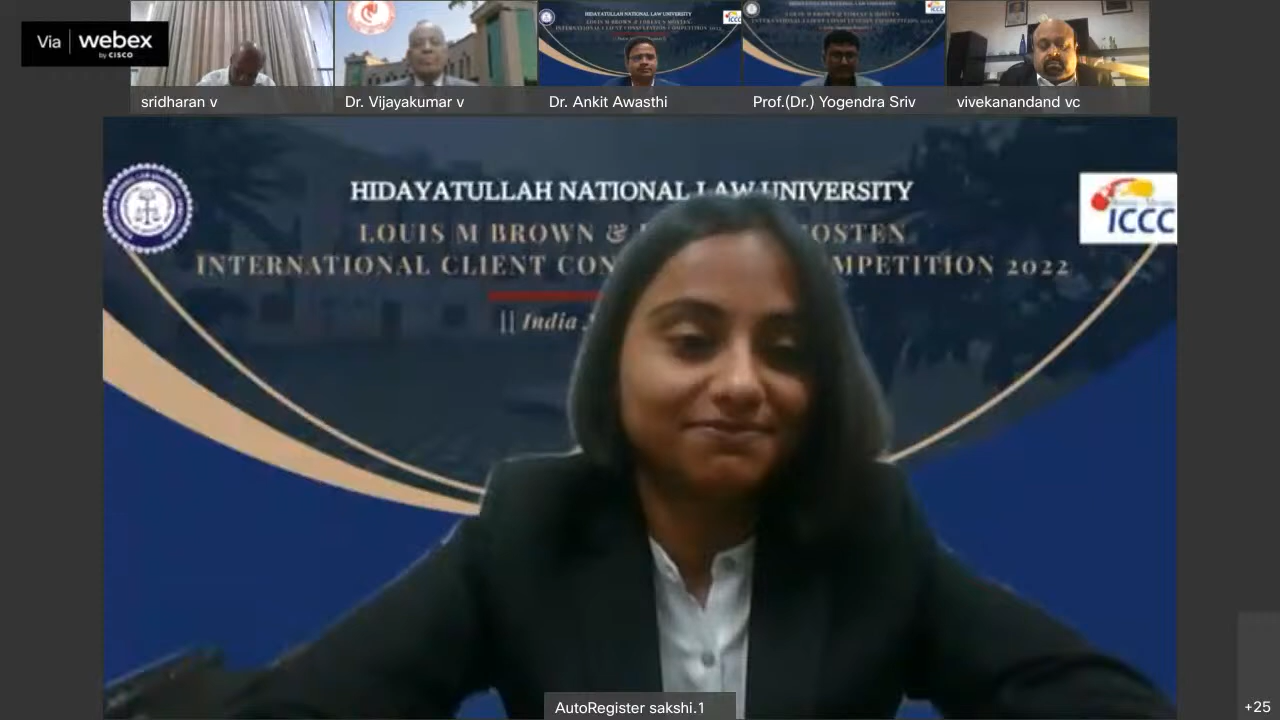 Via | webex
by CISCO
sridharan v
Dr. Vijayakumar v
Dr. Ankit Awasthi
Prof.(Dr.) Yogendra Sriv
vivekanandand vc
HIDAYATULLAH NATIONAL LAW UNIVERSITY
ICCC
LOUIS M BROWN & OSTEN
INTERNATIONAL CLIENT CON MPETITION 2022
|| India
AutoRegister sakshi.1
+25